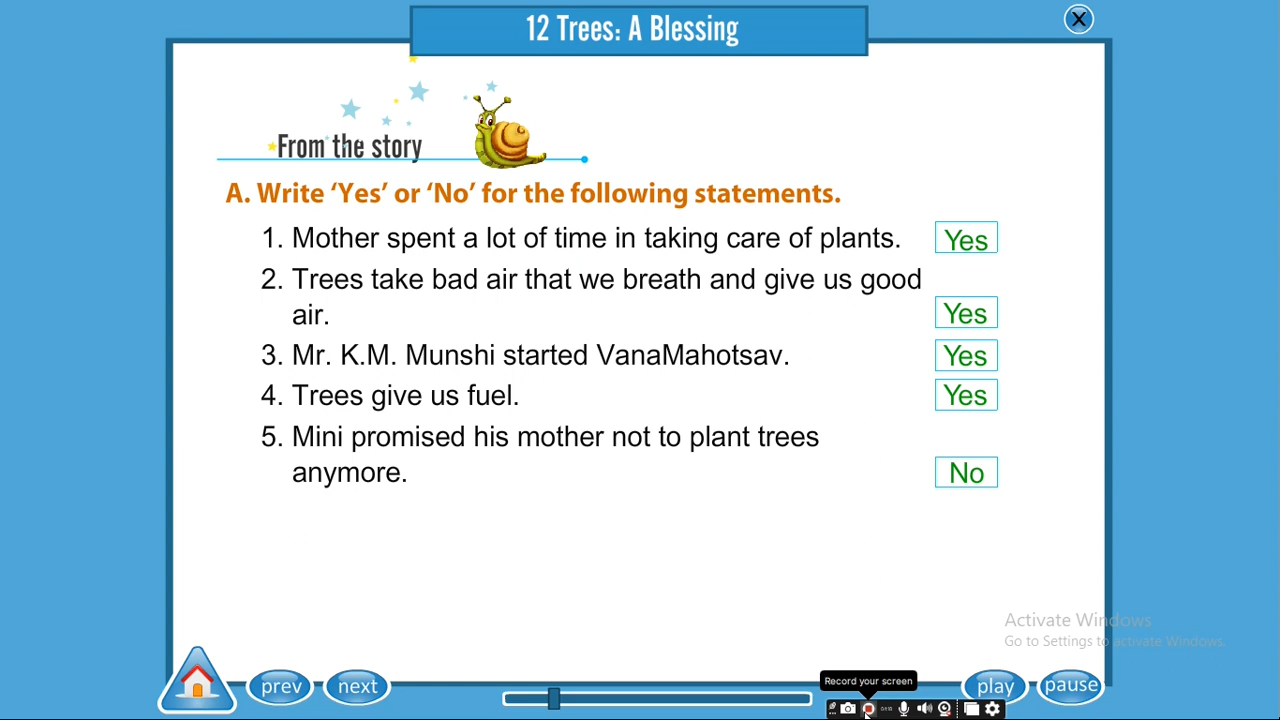 12 Trees: A Blessing
X
From the story
A. Write ‘Yes’ or ‘No’ for the following statements.
1. Mother spent a lot of time in taking care of plants. Yes
2. Trees take bad air that we breath and give us good
air. Yes
3. Mr. K.M. Munshi started VanaMahotsav. Yes
4. Trees give us fuel. Yes
5. Mini promised his mother not to plant trees
anymore. No
Activate Windows
Go to Settings to activate Windows.
Record your screen
prev next play pause